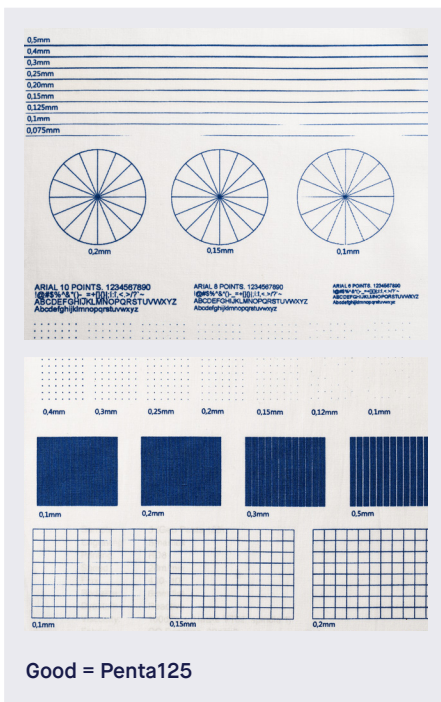 0,5mm
0,4mm
0,3mm
0,25mm
0,20mm
0,15mm
0,125mm
0,1mm
0,075mm
0,2mm 0,15mm 0,1mm
ARIAL 10 POINTS. 1234567890
!@#$%^&*()-_=+{}[]|;:l',<.>/?`~
ABCDEFGHIJKLMNOPQRSTUVWXYZ
Abcdefghijklmnopqrstuvwxyz
ARIAL 8 POINTS. 1234567890
ABCDEFGHIJKLMNOPQRSTUVWXYZ
Abcdefghijklmnopqrstuvwxyz
ARIAL 6 POINTS. 1234567890
ABCDEFGHIJKLMNOPQRSTUVWXYZ
Abcdefghijklmnopqrstuvwxyz
0,4mm 0,3mm 0,25mm 0,2mm 0,15mm 0,12mm 0,1mm
0,1mm 0,2mm 0,3mm 0,5mm
0,1mm 0,15mm 0,2mm
Good = Penta125